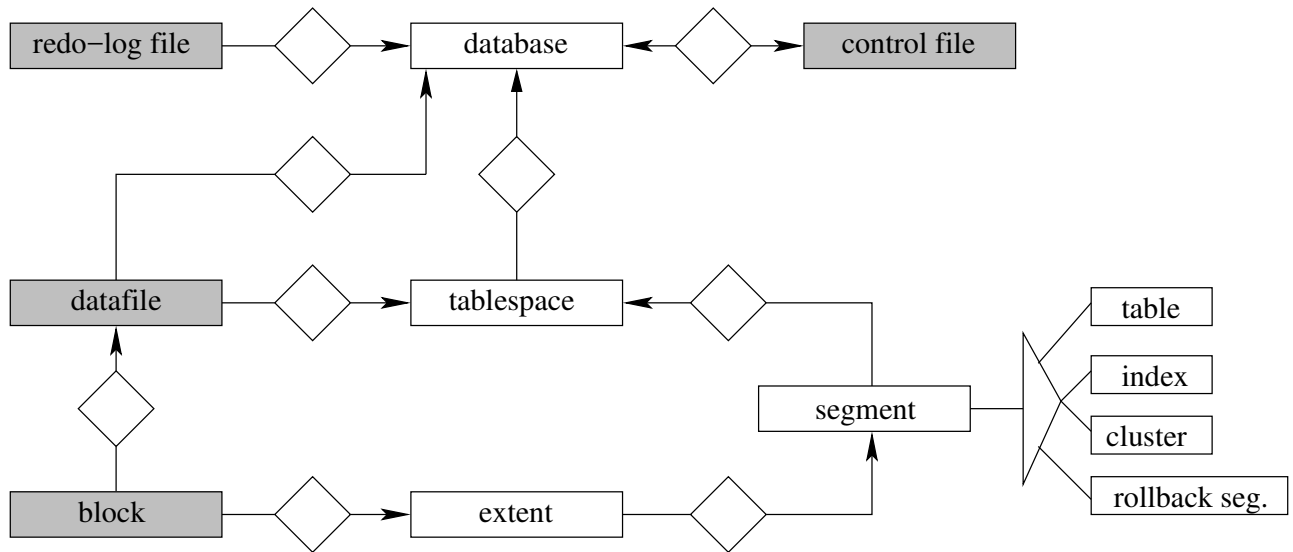 redo−log file
database
control file
datafile
tablespace
table
index
segment
cluster
rollback seg.
block
extent